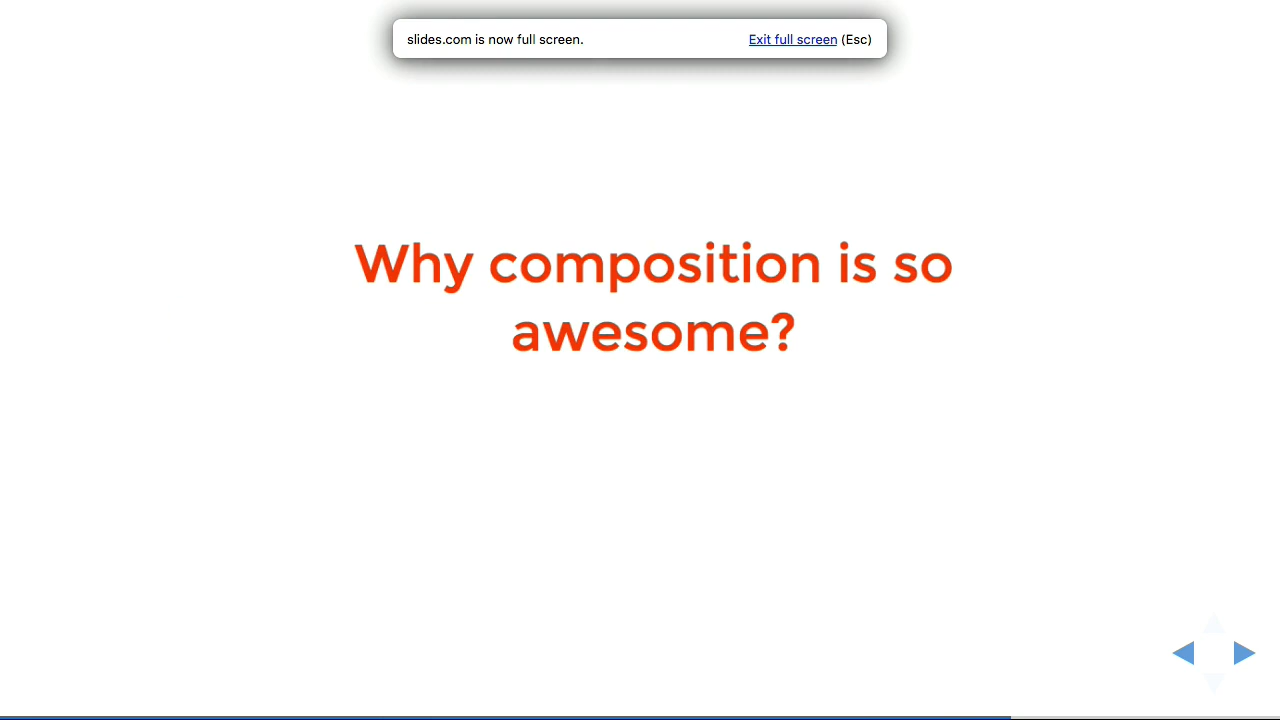 slides.com is now full screen. Exit full screen (Esc)
Why composition is so
awesome?